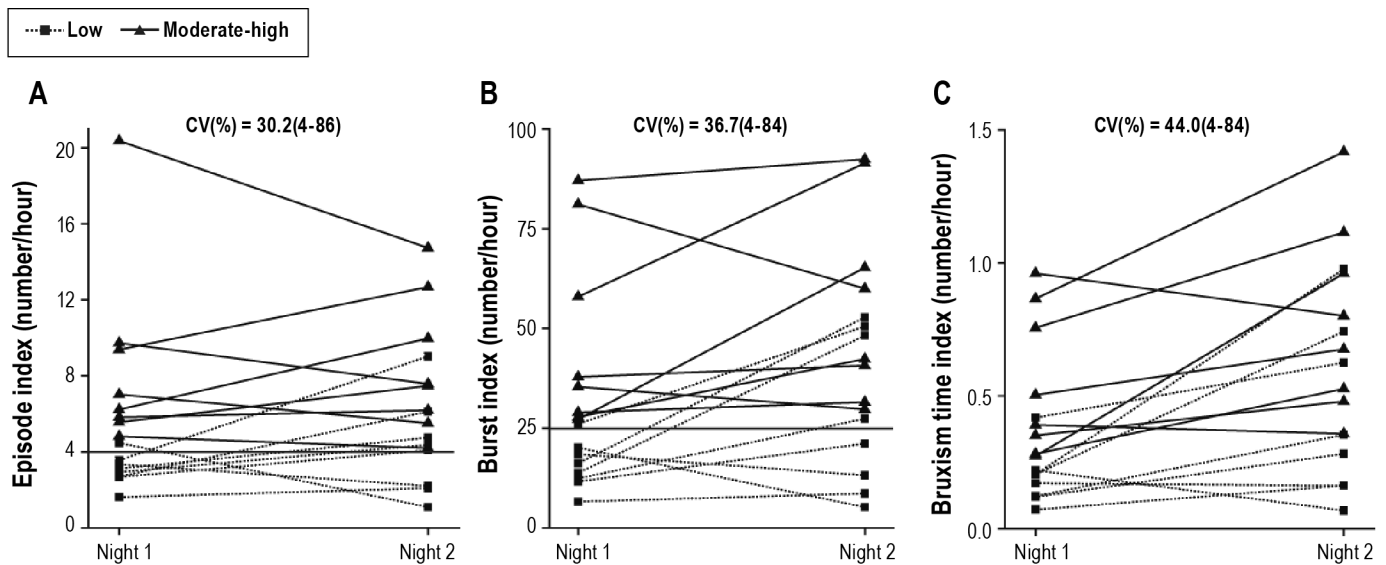 Low Moderate-high
A
CV(%) = 30.2(4-86)
Episode index (number/hour)
20
16
12
8
4
0
Night 1 Night 2
B
CV(%) = 36.7(4-84)
Burst index (number/hour)
100
75
50
25
0
Night 1 Night 2
C
CV(%) = 44.0(4-84)
Bruxism time index (number/hour)
1.5
1.0
0.5
0.0
Night 1 Night 2